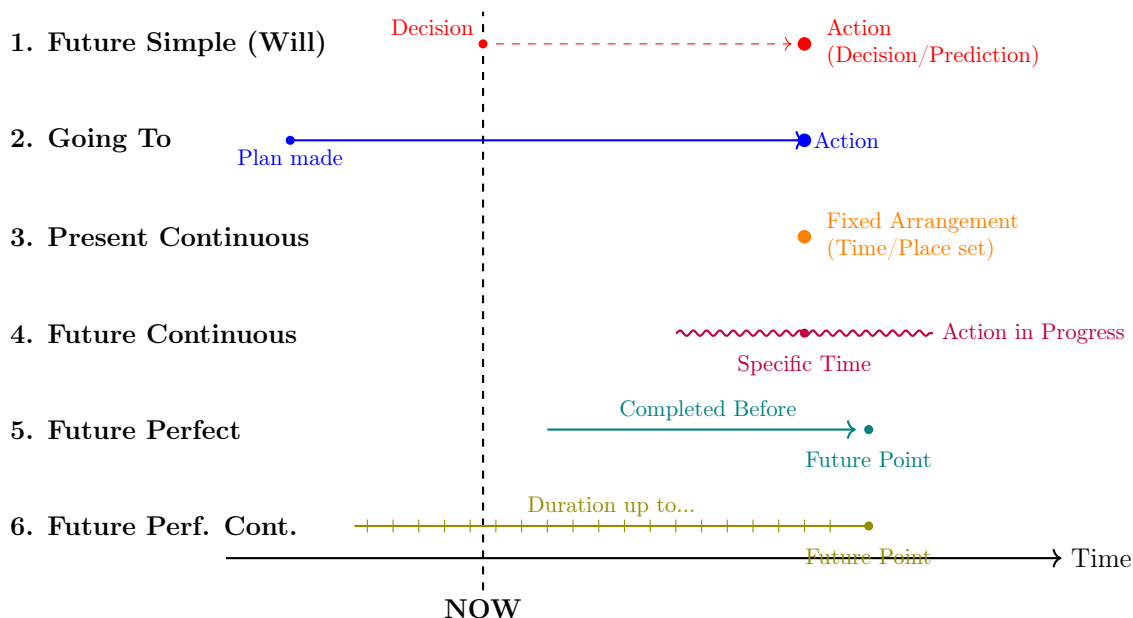 1. Future Simple (Will)
Decision
Action
(Decision/Prediction)
2. Going To
Plan made
Action
3. Present Continuous
Fixed Arrangement
(Time/Place set)
4. Future Continuous
Action in Progress
Specific Time
Completed Before
5. Future Perfect
Future Point
Duration up to...
6. Future Perf. Cont.
Future Point
Time
NOW